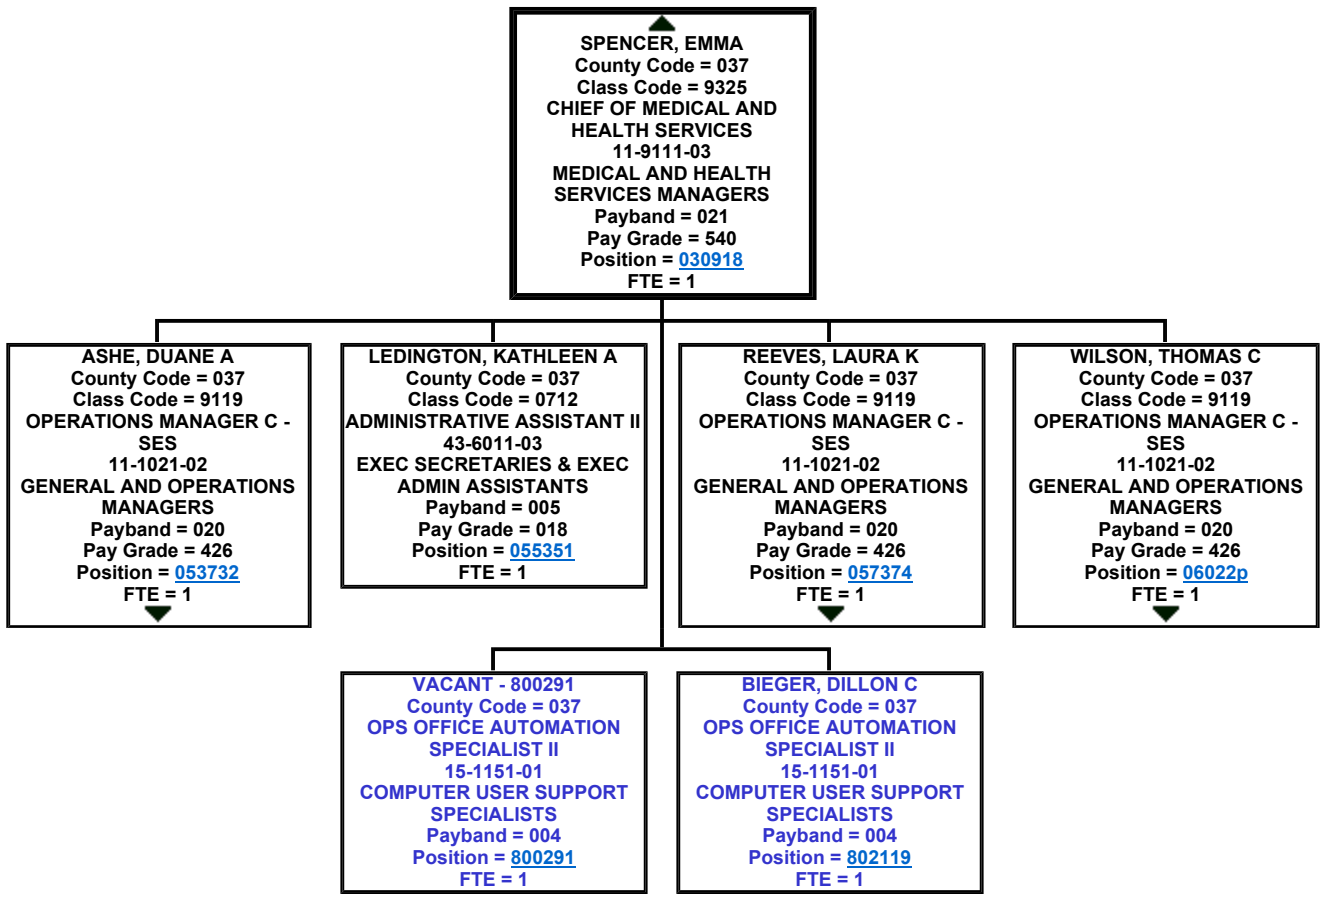 SPENCER, EMMA
County Code = 037
Class Code = 9325
CHIEF OF MEDICAL AND
HEALTH SERVICES
11-9111-03
MEDICAL AND HEALTH
SERVICES MANAGERS
Payband = 021
Pay Grade = 540
Position = 030918
FTE = 1
ASHE, DUANE A
County Code = 037
Class Code = 9119
OPERATIONS MANAGER C -
SES
11-1021-02
GENERAL AND OPERATIONS
MANAGERS
Payband = 020
Pay Grade = 426
Position = 053732
FTE = 1
LEDINGTON, KATHLEEN A
County Code = 037
Class Code = 0712
ADMINISTRATIVE ASSISTANT II
43-6011-03
EXEC SECRETARIES & EXEC
ADMIN ASSISTANTS
Payband = 005
Pay Grade = 018
Position = 055351
FTE = 1
REEVES, LAURA K
County Code = 037
Class Code = 9119
OPERATIONS MANAGER C -
SES
11-1021-02
GENERAL AND OPERATIONS
MANAGERS
Payband = 020
Pay Grade = 426
Position = 057374
FTE = 1
WILSON, THOMAS C
County Code = 037
Class Code = 9119
OPERATIONS MANAGER C -
SES
11-1021-02
GENERAL AND OPERATIONS
MANAGERS
Payband = 020
Pay Grade = 426
Position = 06022p
FTE = 1
VACANT - 800291
County Code = 037
OPS OFFICE AUTOMATION
SPECIALIST II
15-1151-01
COMPUTER USER SUPPORT
SPECIALISTS
Payband = 004
Position = 800291
FTE = 1
BIEGER, DILLON C
County Code = 037
OPS OFFICE AUTOMATION
SPECIALIST II
15-1151-01
COMPUTER USER SUPPORT
SPECIALISTS
Payband = 004
Position = 802119
FTE = 1